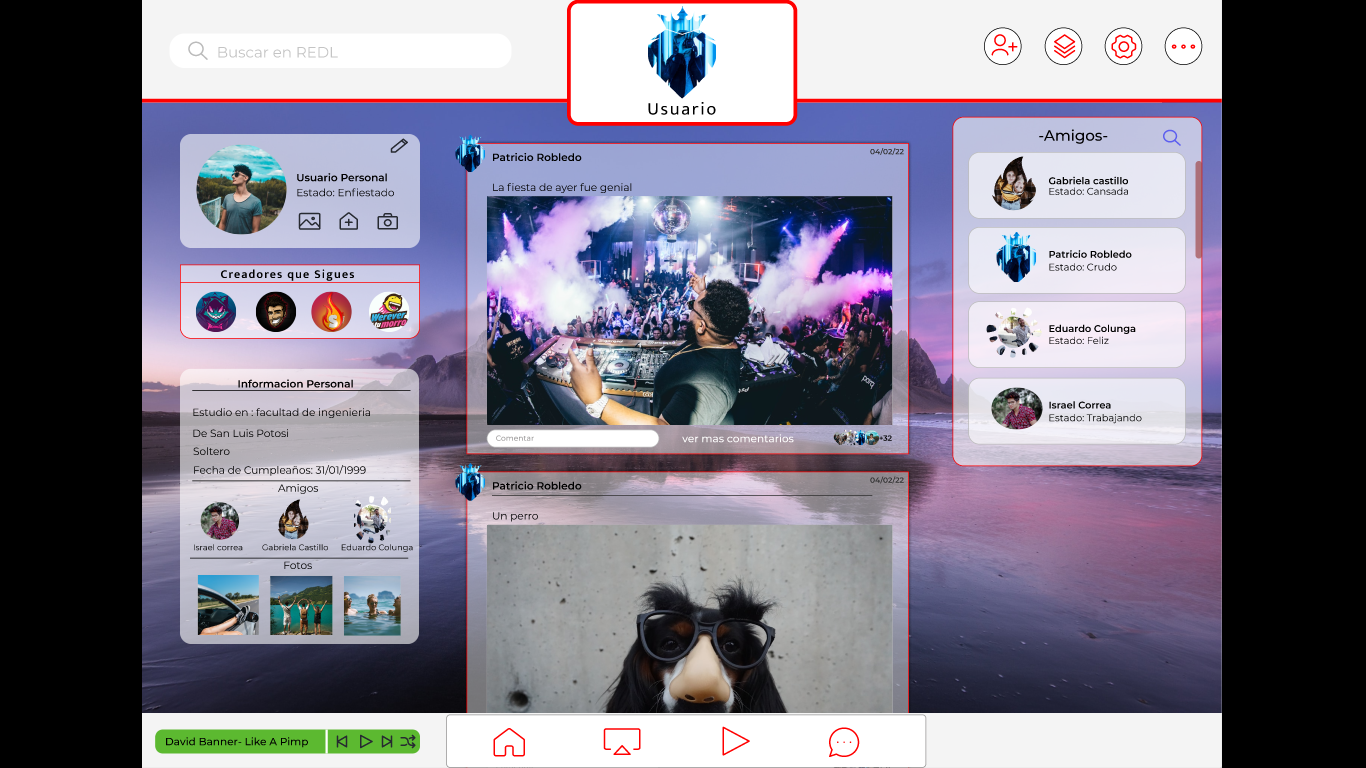 Buscar en REDL
Usuario
Usuario Personal
Estado: Enfiestado
Creadores que Sigues
Werever
tu morro
Informacion Personal
Estudio en : facultad de ingenieria
De San Luis Potosi
Soltero
Fecha de Cumpleaños: 31/01/1999
Amigos
Israel correa
Gabriela Castillo
Eduardo Colunga
Fotos
Patricio Robledo
04/02/22
La fiesta de ayer fue genial
Comentar
ver mas comentarios
+32
Patricio Robledo
04/02/22
Un perro
-Amigos-
Gabriela castillo
Estado: Cansada
Patricio Robledo
Estado: Crudo
Eduardo Colunga
Estado: Feliz
Israel Correa
Estado: Trabajando
David Banner- Like A Pimp